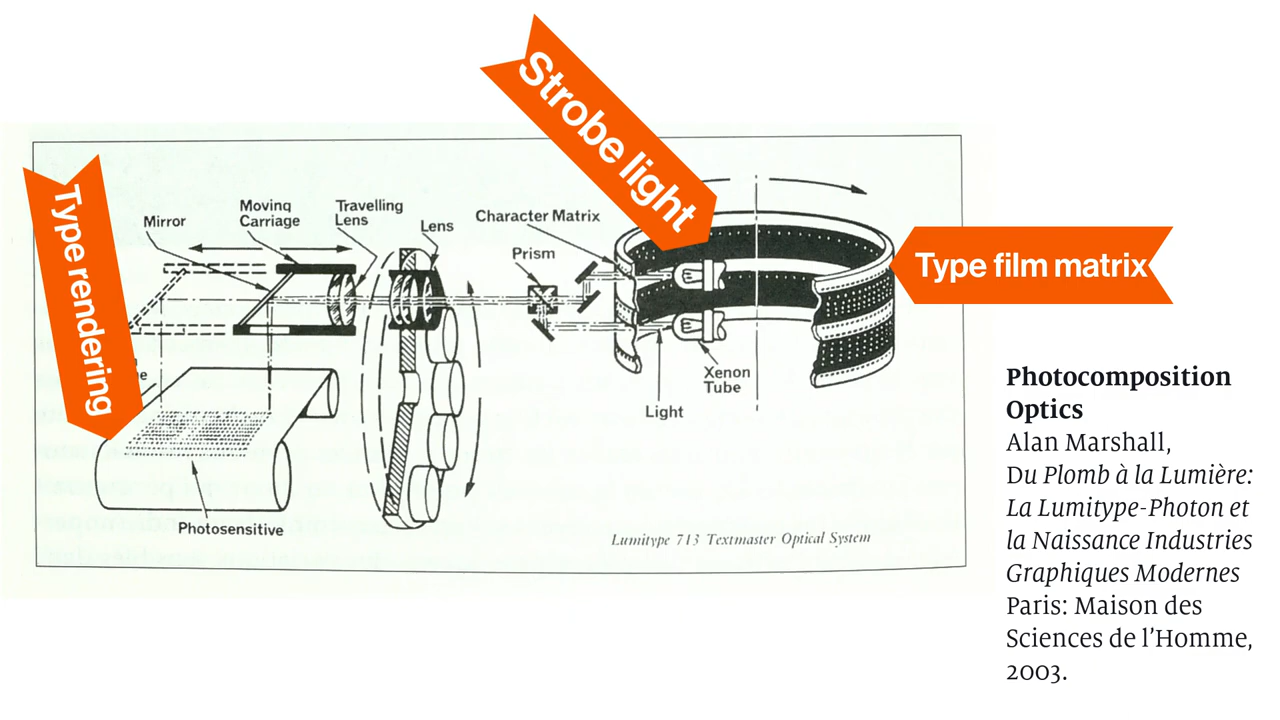 Strobe light
Type rendering
Type film matrix
Mirror
Moving
Carriage
Travelling
Lens
Lens
Character Matrix
Prism
Xenon
Tube
Light
Photosensitive
Lumitype 713 Textmaster Optical System
Photocomposition
Optics
Alan Marshall,
Du Plomb à la Lumière:
La Lumitype-Photon et
la Naissance Industries
Graphiques Modernes
Paris: Maison des
Sciences de l’Homme,
2003.